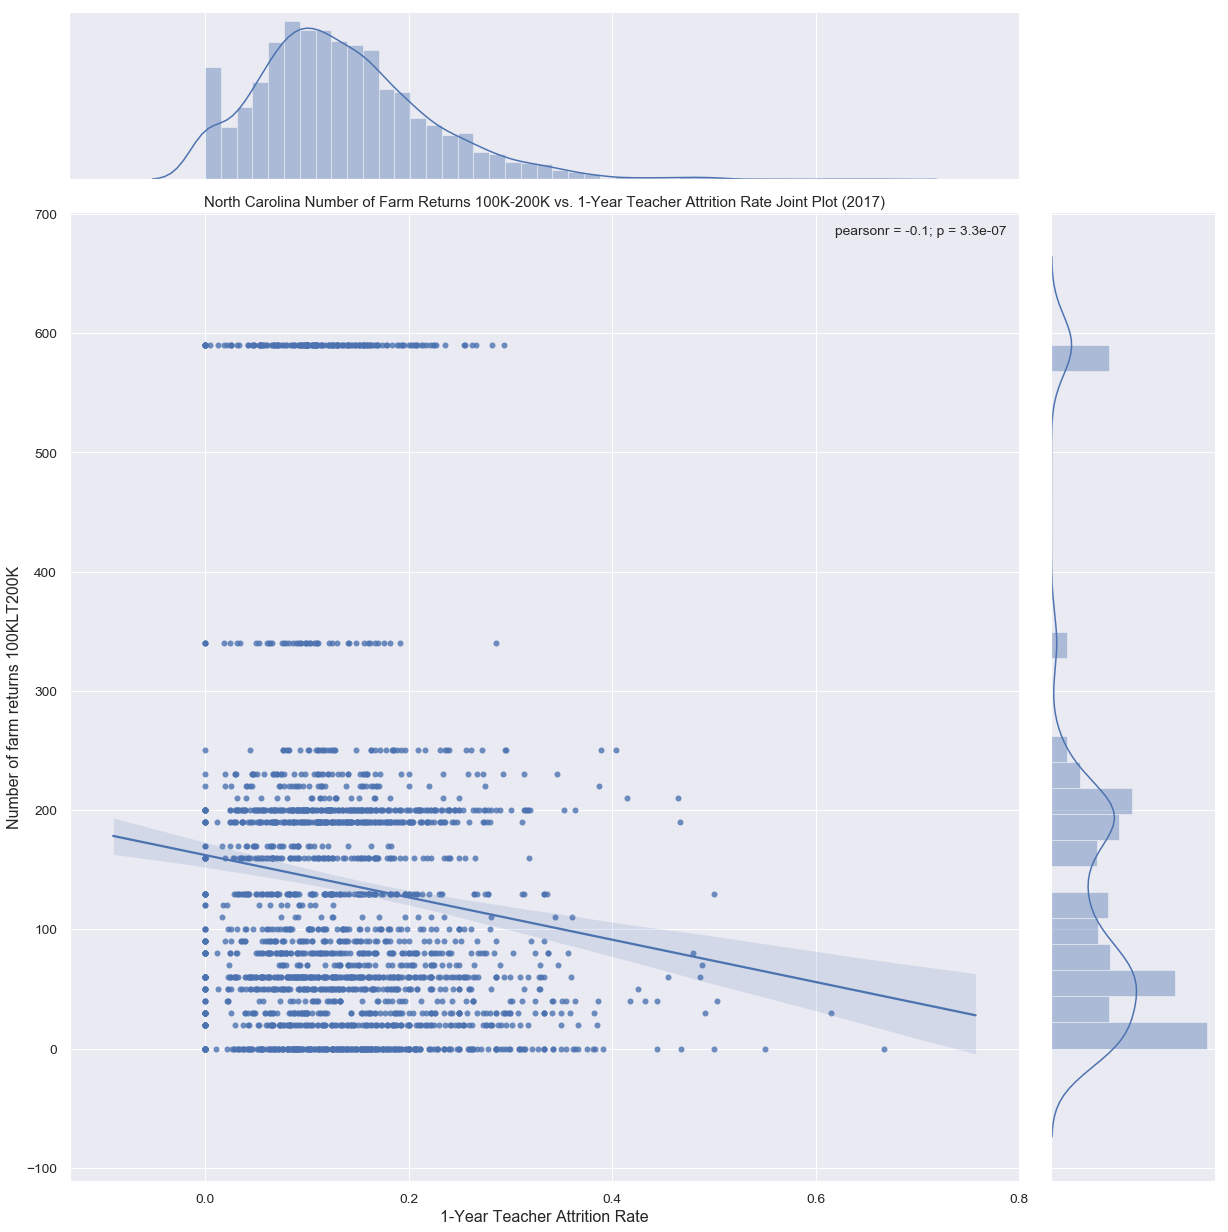 North Carolina Number of Farm Returns 100K-200K vs. 1-Year Teacher Attrition Rate Joint Plot (2017)
pearsonr = -0.1; p = 3.3e-07
700
600
500
400
300
200
100
0
−100
Number of farm returns 100KLT200K
0.0 0.2 0.4 0.6 0.8
1-Year Teacher Attrition Rate